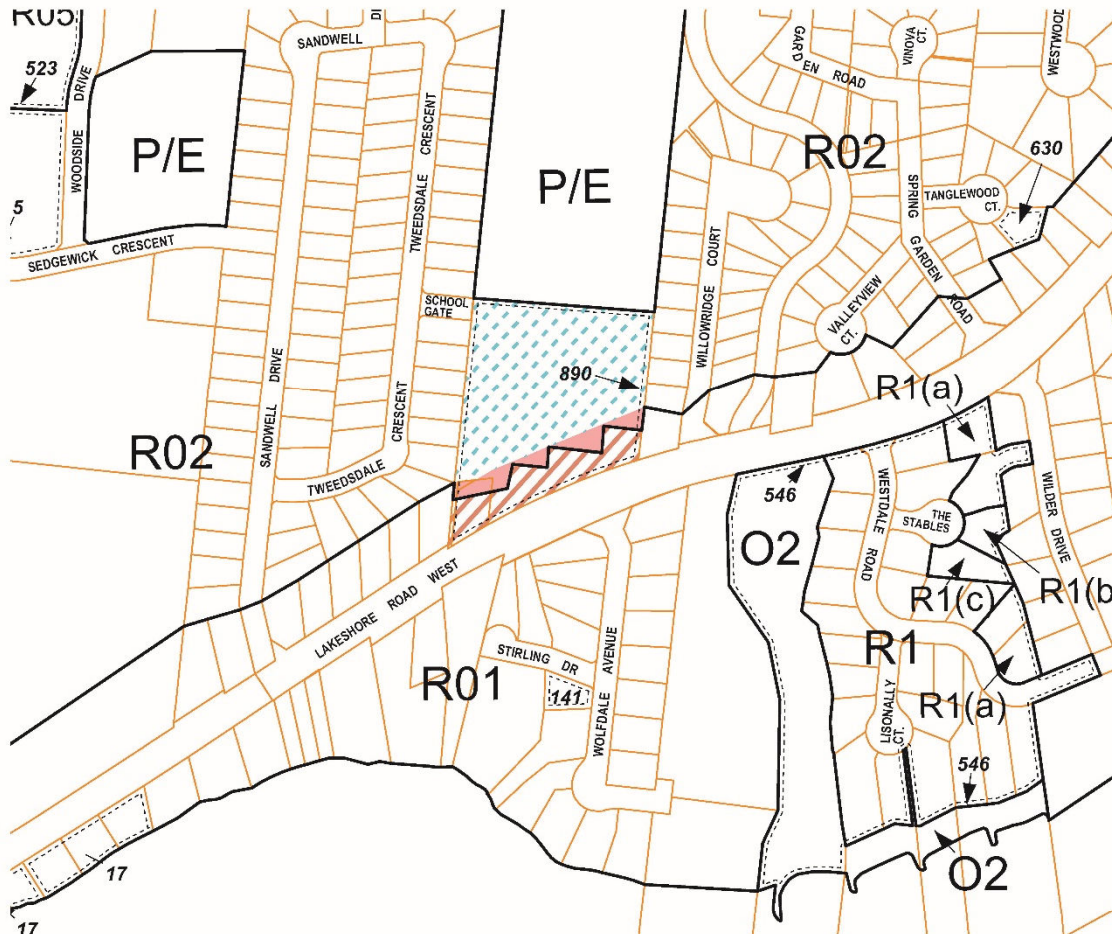 R05
523
WOODSIDE DRIVE
P/E
5
SEDGEWICK CRESCENT
SANDWELL
DI
TWEEDSDALE CRESCENT
P/E
SCHOOL
GATE
SANDWELL DRIVE
R02
TWEEDSDALE CRESCENT
890
WILLOWRIDGE COURT
GARDEN ROAD
VINOVA
CT.
WESTWOOD
R02
630
TANGLEWOOD
CT.
SPRING GARDEN ROAD
VALLEYVIEW
CT.
R1(a)
546
WESTDALE ROAD
THE
STABLES
WILDER DRIVE
O2
R1(c)
R1(b
LAKESHORE ROAD WEST
R01
STIRLING DR
141
WOLFDALE AVENUE
R1
LISONALLY
CT.
R1(a)
546
O2
17
17